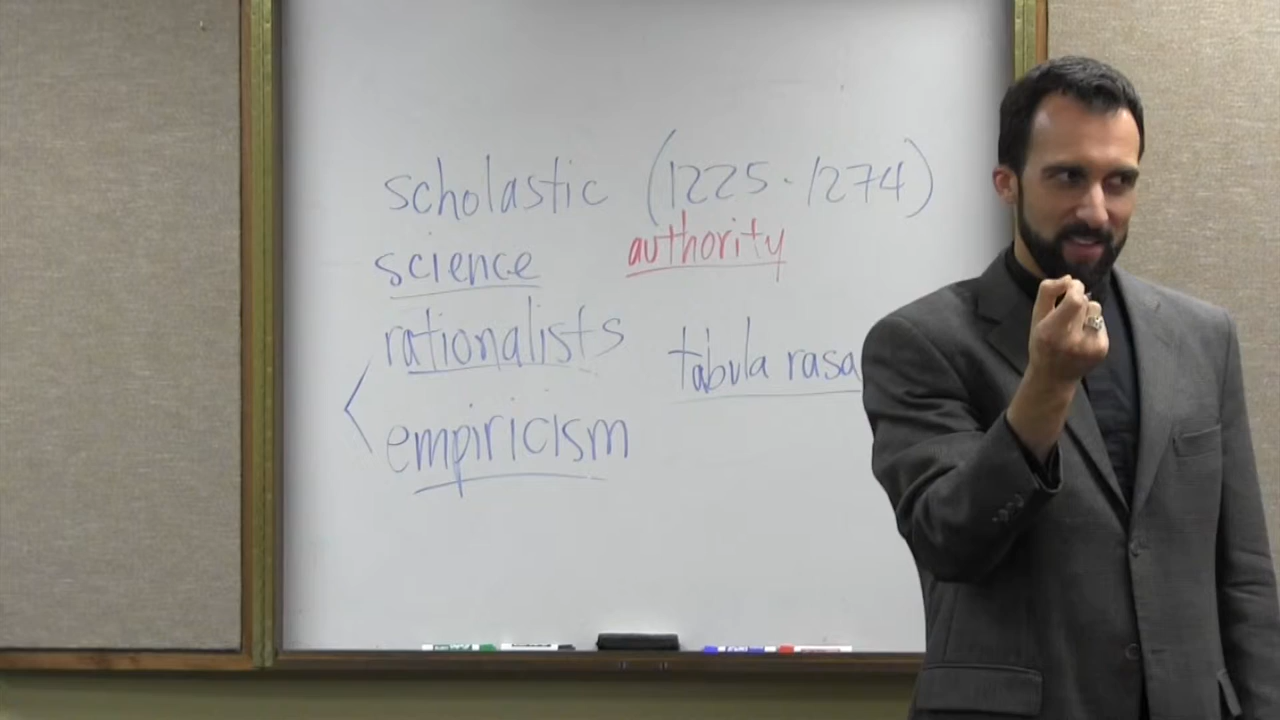 scholastic (1225 - 1274)
science authority
rationalists
tabula rasa
empiricism